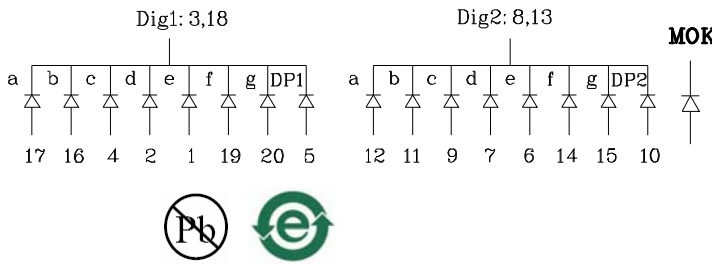 Dig1: 3,18
Dig2: 8,13
MOK
a b c d e f g DP1
a b c d e f g DP2
17 16 4 2 1 19 20 5
12 11 9 7 6 14 15 10
Pb
e